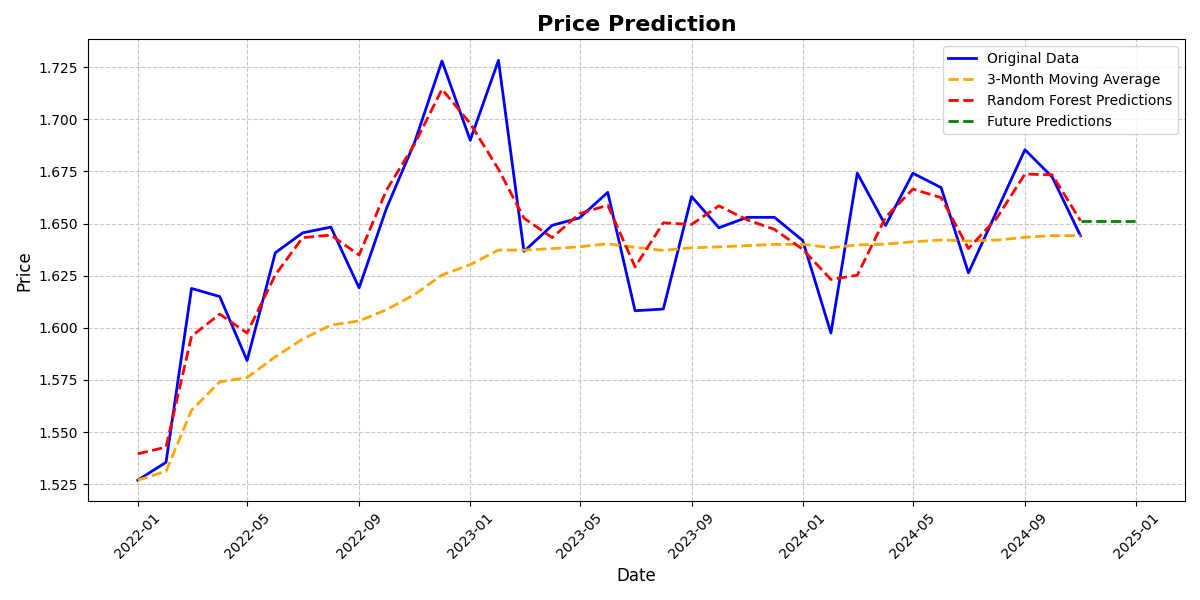 Price Prediction
Original Data
3-Month Moving Average
Random Forest Predictions
Future Predictions
Price
1.725
1.700
1.675
1.650
1.625
1.600
1.575
1.550
1.525
2022-01
2022-05
2022-09
2023-01
2023-05
2023-09
2024-01
2024-05
2024-09
2025-01
Date